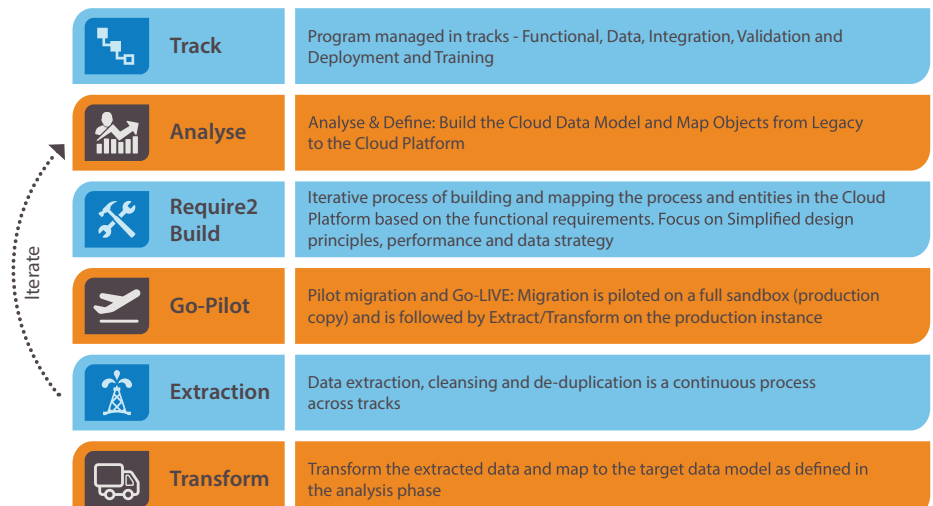 Track
Program managed in tracks - Functional, Data, Integration, Validation and
Deployment and Training
Analyse
Analyse & Define: Build the Cloud Data Model and Map Objects from Legacy
to the Cloud Platform
Iterate
Require2
Build
Iterative process of building and mapping the process and entities in the Cloud
Platform based on the functional requirements. Focus on Simplified design
principles, performance and data strategy
Go-Pilot
Pilot migration and Go-LIVE: Migration is piloted on a full sandbox (production
copy) and is followed by Extract/Transform on the production instance
Extraction
Data extraction, cleansing and de-duplication is a continuous process
across tracks
Transform
Transform the extracted data and map to the target data model as defined in
the analysis phase